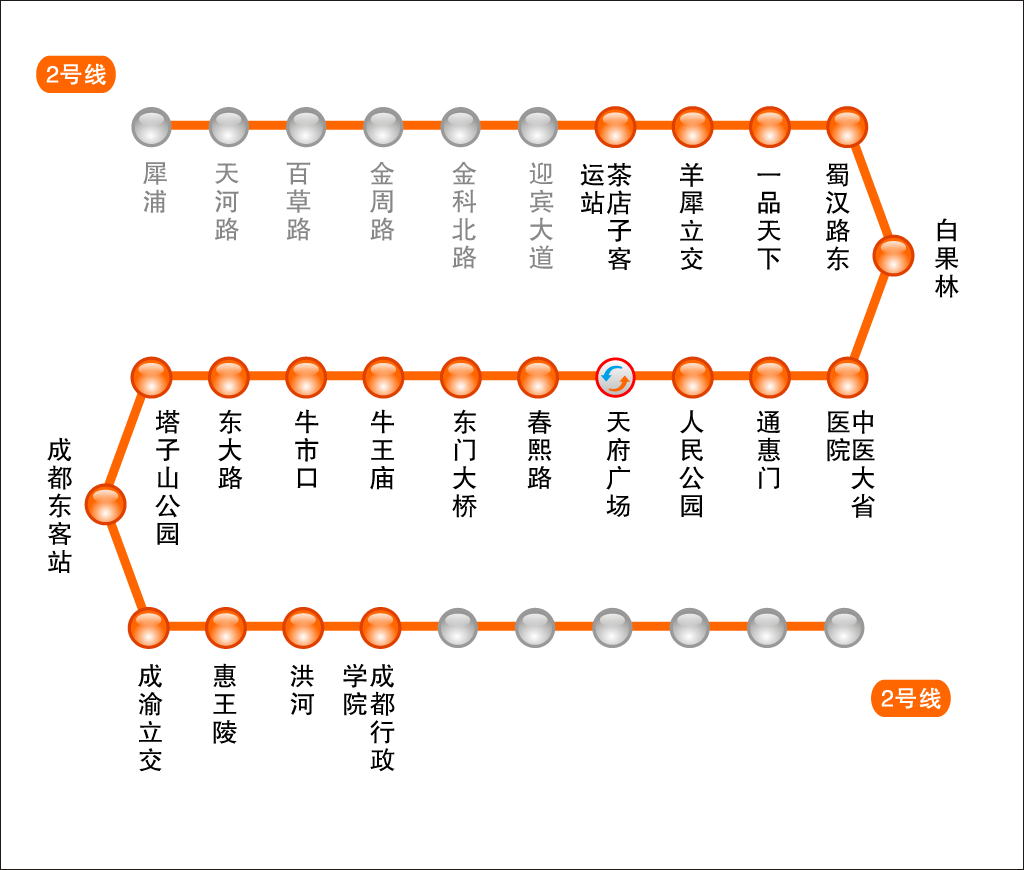 2号线
犀浦
天河路
百草路
金周路
金科北路
迎宾大道
茶店子客运站
羊犀立交
一品天下
蜀汉路东
白果林
中医大省医院
通惠门
人民公园
天府广场
春熙路
东门大桥
牛王庙
牛市口
东大路
塔子山公园
成都东客站
成渝立交
惠王陵
洪河
成都行政学院
2号线